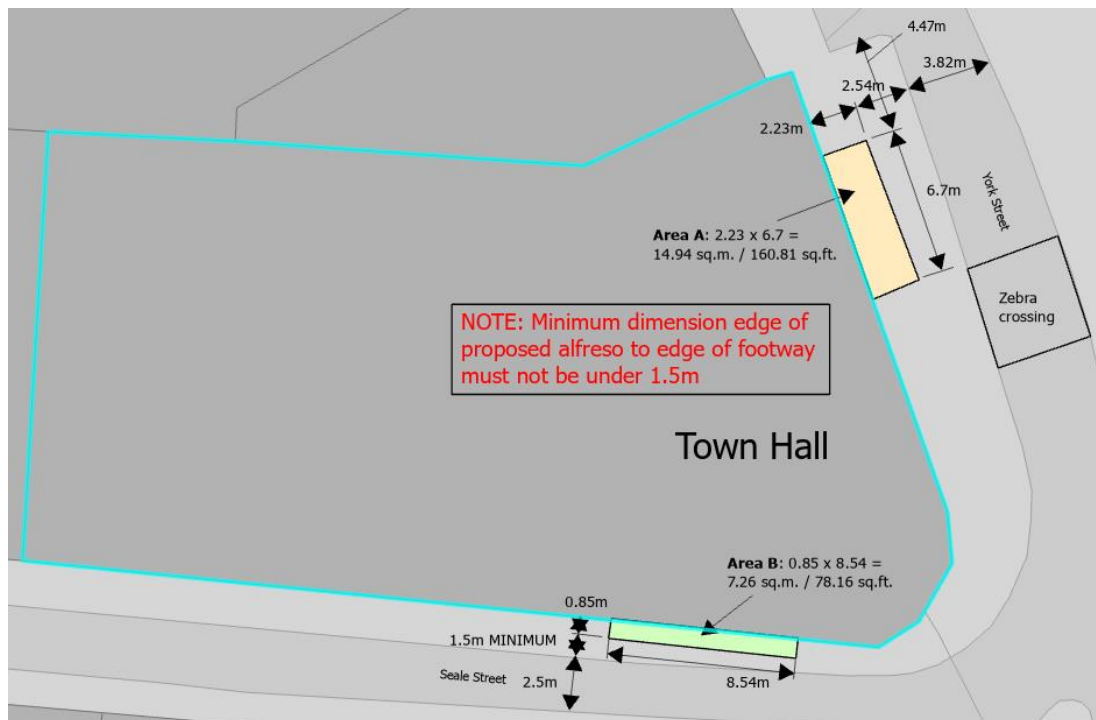 4.47m
3.82m
2.54m
2.23m
6.7m
York Street
Area A: 2.23 x 6.7 =
14.94 sq.m. / 160.81 sq.ft.
Zebra
crossing
NOTE: Minimum dimension edge of
proposed alfreso to edge of footway
must not be under 1.5m
Town Hall
Area B: 0.85 x 8.54 =
7.26 sq.m. / 78.16 sq.ft.
0.85m
1.5m MINIMUM
Seale Street
2.5m
8.54m